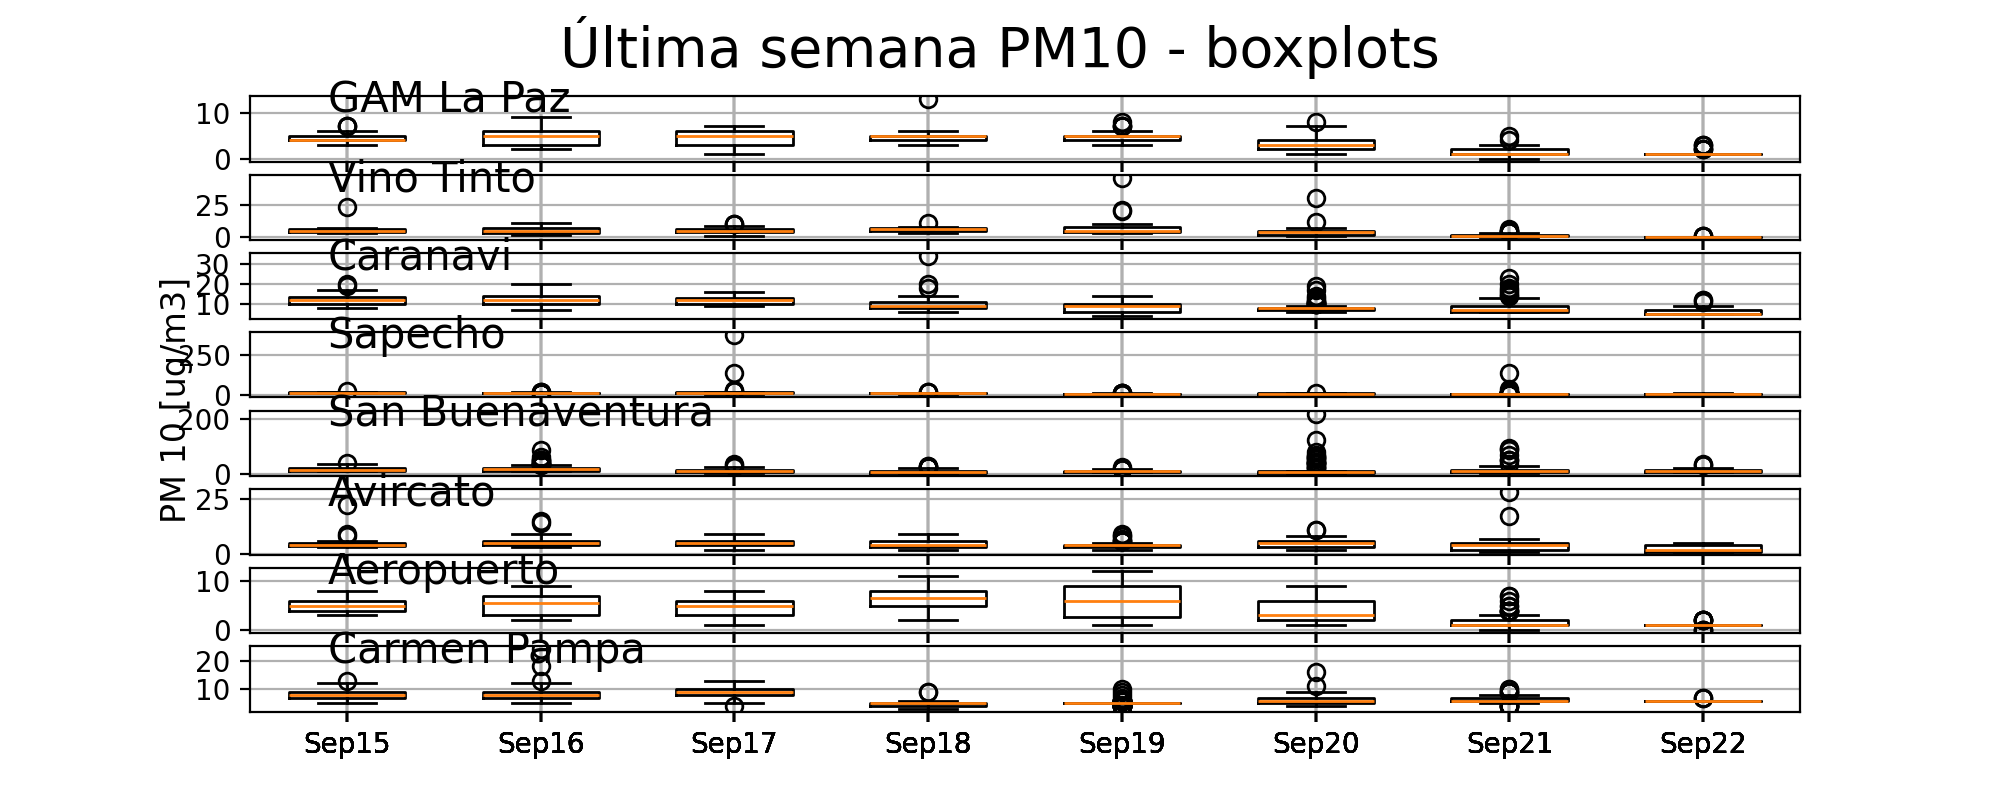 Última semana PM10 - boxplots
GAM La Paz
10
0
Vino Tinto
25
0
Caranavi
30
20
10
Sapecho
250
0
San Buenaventura
200
0
Avircato
25
0
Aeropuerto
10
0
Carmen Pampa
20
10
PM 10 [ug/m3]
Sep15 Sep16 Sep17 Sep18 Sep19 Sep20 Sep21 Sep22